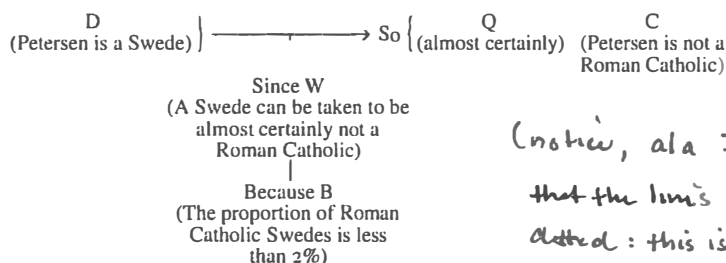 D
(Petersen is a Swede)
So
Q
(almost certainly)
C
(Petersen is not a
Roman Catholic)
Since W
(A Swede can be taken to be
almost certainly not a
Roman Catholic)
Because B
(The proportion of Roman
Catholic Swedes is less
than 2%)
(notice, ala :
that the
dotted : this is